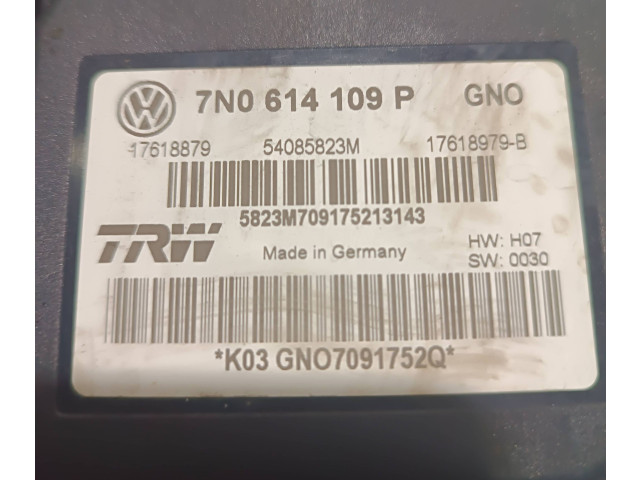 7N0 614 109 P GNO
17618879 54085823M 17618979-B
5823M709175213143
TRW Made in Germany HW: H07
SW: 0030
*K03 GNO7091752Q*